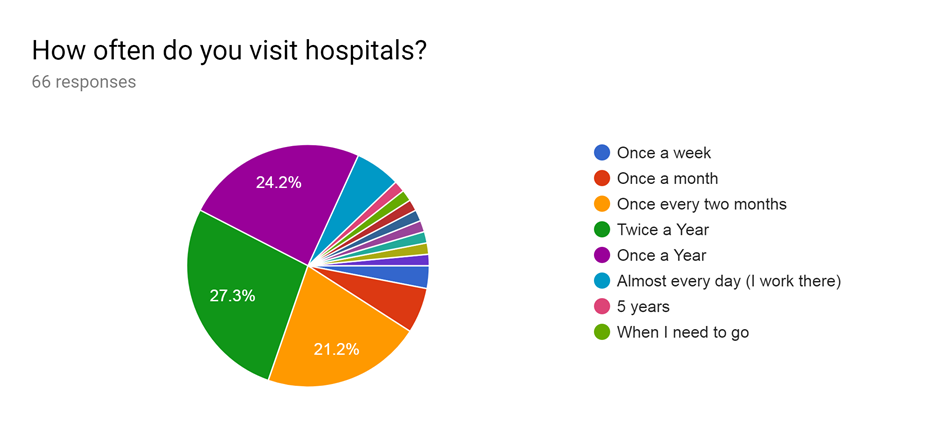 How often do you visit hospitals?
66 responses
24.2%
27.3%
21.2%
Once a week
Once a month
Once every two months
Twice a Year
Once a Year
Almost every day (I work there)
5 years
When I need to go